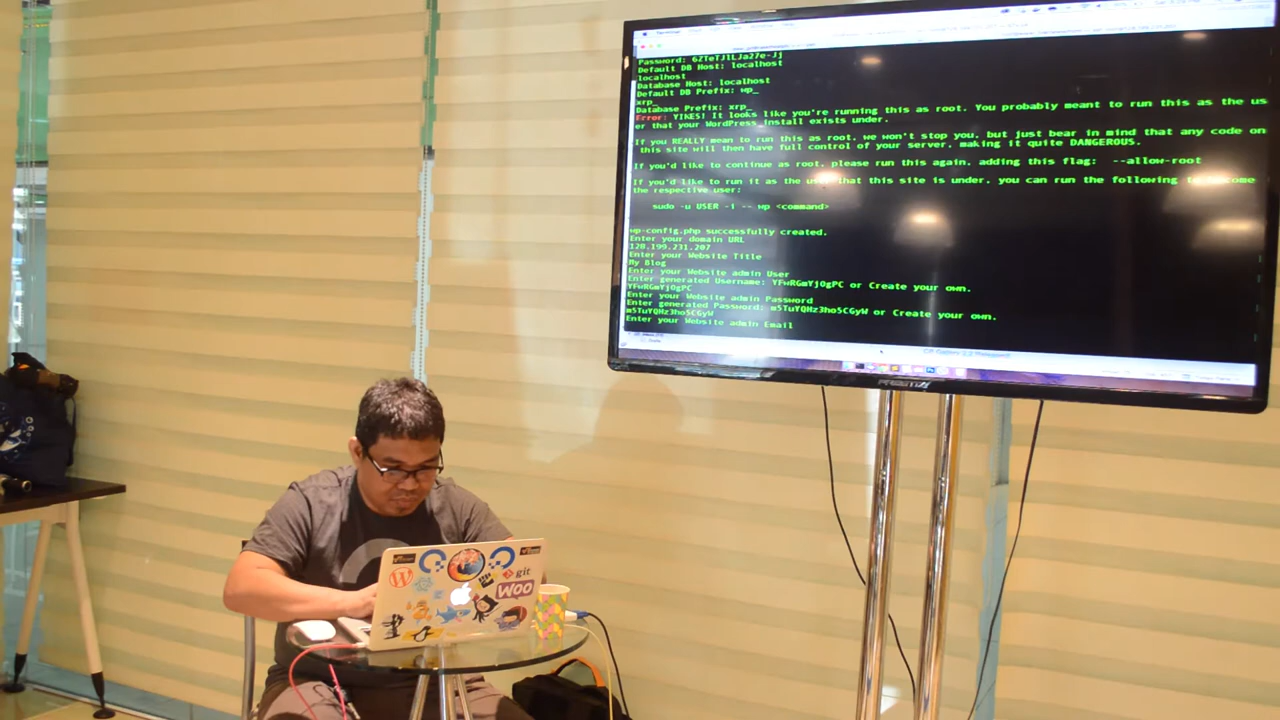 Password: GZTeTJlLJa27e-Jj
Default DB Host: localhost
localhost
Database Host: localhost
Default DB Prefix: wp_
xrp_
Database Prefix: xrp_
Error: YIKES! It looks like you're running this as root. You probably meant to run this as the us
er that your WordPress install exists under.
If you REALLY mean to run this as root, we won't stop you, but just bear in mind that any code on
this site will then have full control of your server, making it quite DANGEROUS.
If you'd like to continue as root, please run this again, adding this flag: --allow-root
If you'd like to run it as the user that this site is under, you can run the following to become
the respective user:
sudo -u USER -i -- wp <command>
wp-config.php successfully created.
Enter your domain URL
128.199.231.207
Enter your Website Title
My Blog
Enter your Website admin User
Enter generated Username: YFwRGmYjOgPC or Create your own.
YFwRGmYjOgPC
Enter your Website admin Password
Enter generated Password: m5TuYQHz3ho5CGyW or Create your own.
m5TuYQHz3ho5CGyW
Enter your Website admin Email
git
WOO